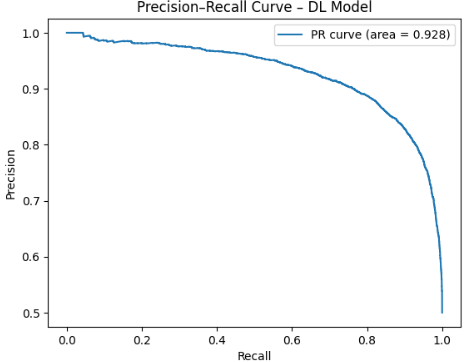 Precision–Recall Curve – DL Model
PR curve (area = 0.928)
1.0
0.9
0.8
0.7
0.6
0.5
Precision
0.0 0.2 0.4 0.6 0.8 1.0
Recall